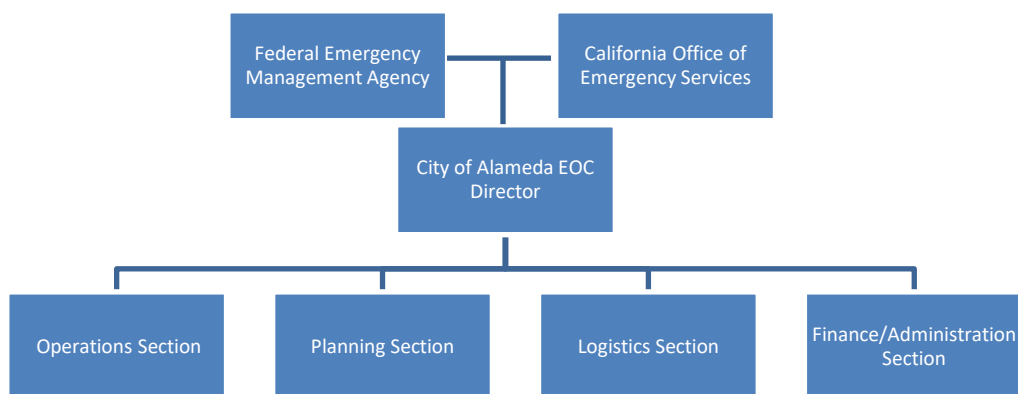 Federal Emergency
Management Agency
California Office of
Emergency Services
City of Alameda EOC
Director
Operations Section
Planning Section
Logistics Section
Finance/Administration
Section